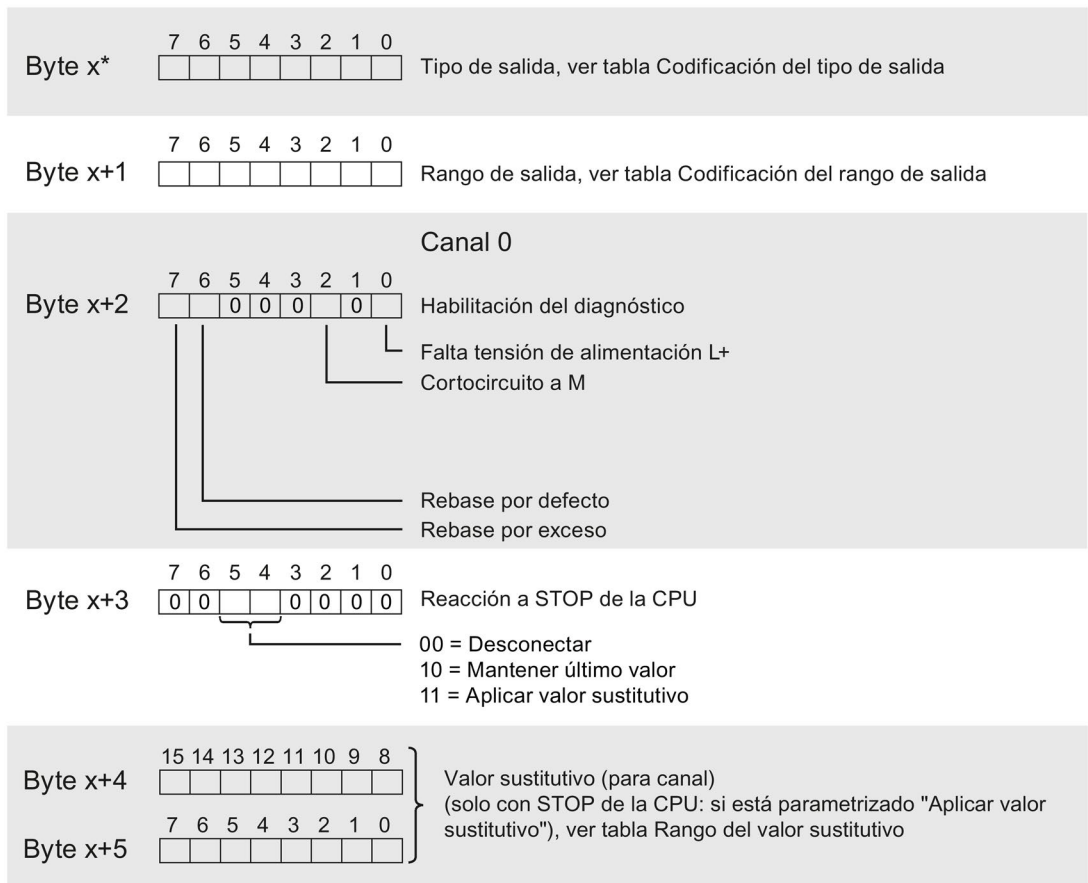 7 6 5 4 3 2 1 0
Byte x* Tipo de salida, ver tabla Codificación del tipo de salida
7 6 5 4 3 2 1 0
Byte x+1 Rango de salida, ver tabla Codificación del rango de salida
Canal 0
7 6 5 4 3 2 1 0
Byte x+2 0 0 0 0 Habilitación del diagnóstico
Falta tensión de alimentación L+
Cortocircuito a M
Rebase por defecto
Rebase por exceso
7 6 5 4 3 2 1 0
Byte x+3 0 0 0 0 0 0 Reacción a STOP de la CPU
00 = Desconectar
10 = Mantener último valor
11 = Aplicar valor sustitutivo
15 14 13 12 11 10 9 8
Byte x+4
Valor sustitutivo (para canal)
(solo con STOP de la CPU: si está parametrizado "Aplicar valor
sustitutivo"), ver tabla Rango del valor sustitutivo
7 6 5 4 3 2 1 0
Byte x+5